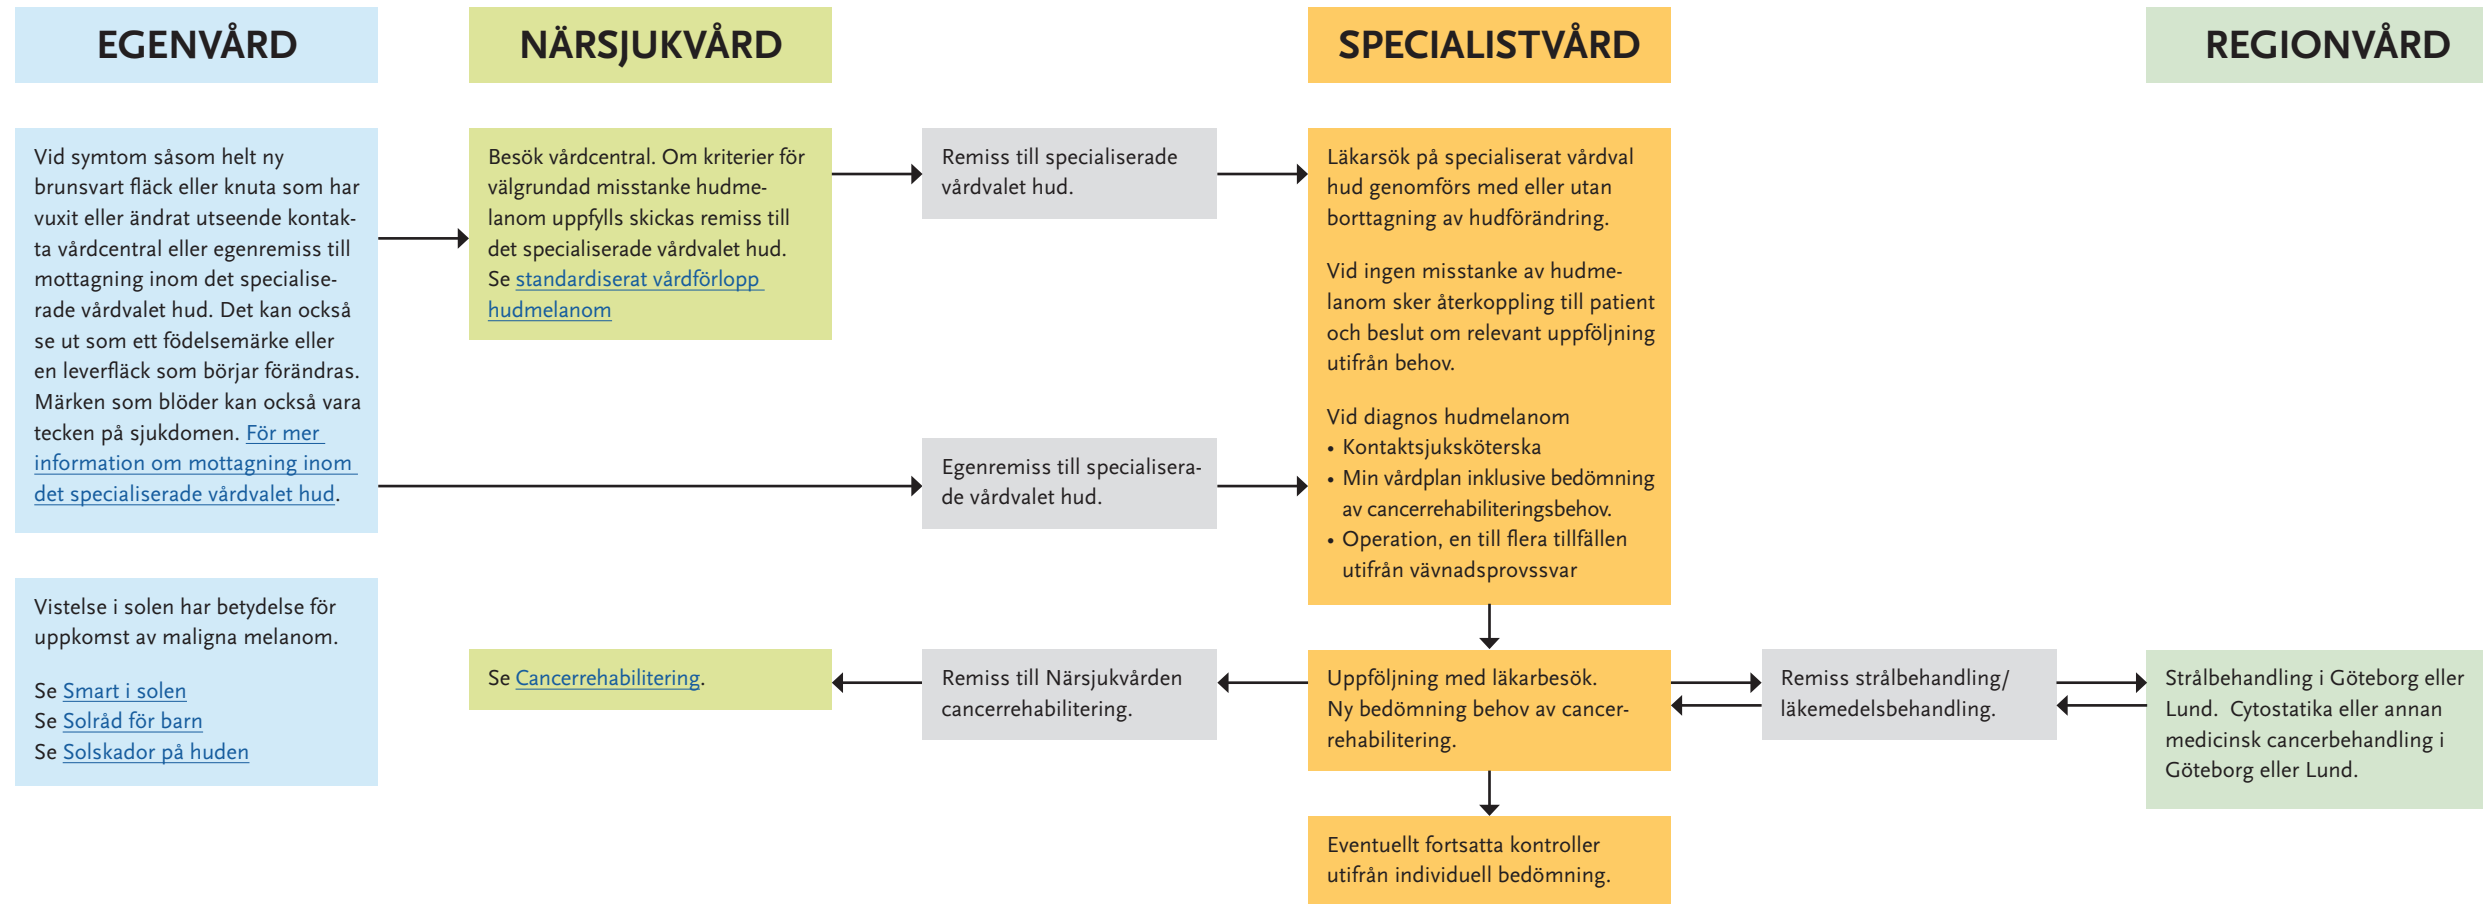 EGENVÅRD
NÄRSJUKVÅRD
SPECIALISTVÅRD
REGIONVÅRD
Vid symtom såsom helt ny
brunsvart fläck eller knuta som har
vuxit eller ändrat utseende kontak-
ta vårdcentral eller egenremiss till
mottagning inom det specialise-
rade vårdvalet hud. Det kan också
se ut som ett födelsemärke eller
en leverfläck som börjar förändras.
Märken som blöder kan också vara
tecken på sjukdomen. För mer
information om mottagning inom
det specialiserade vårdvalet hud.
Besök vårdcentral. Om kriterier för
välgrundad misstanke hudme-
lanom uppfylls skickas remiss till
det specialiserade vårdvalet hud.
Se standardiserat vårdförlopp
hudmelanom
Remiss till specialiserade
vårdvalet hud.
Läkarsök på specialiserat vårdval
hud genomförs med eller utan
borttagning av hudförändring.
Vid ingen misstanke av hudme-
lanom sker återkoppling till patient
och beslut om relevant uppföljning
utifrån behov.
Vid diagnos hudmelanom
• Kontaktsjuksköterska
• Min vårdplan inklusive bedömning
av cancerrehabiliteringsbehov.
• Operation, en till flera tillfällen
utifrån vävnadsprovssvar
Egenremiss till specialisera-
de vårdvalet hud.
Vistelse i solen har betydelse för
uppkomst av maligna melanom.
Se Smart i solen
Se Solråd för barn
Se Solskador på huden
Se Cancerrehabilitering.
Remiss till Närsjukvården
cancerrehabilitering.
Uppföljning med läkarbesök.
Ny bedömning behov av cancer-
rehabilitering.
Remiss strålbehandling/
läkemedelsbehandling.
Strålbehandling i Göteborg eller
Lund.  Cytostatika eller annan
medicinsk cancerbehandling i
Göteborg eller Lund.
Eventuellt fortsatta kontroller
utifrån individuell bedömning.